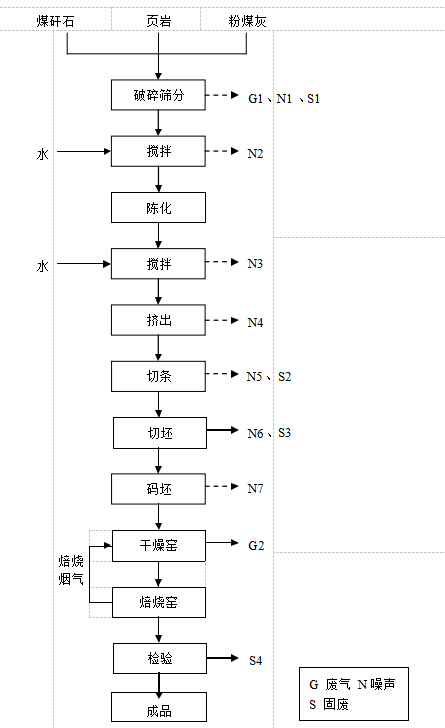 煤矸石 页岩 粉煤灰
破碎筛分 G1、N1、S1
水 搅拌 N2
陈化
水 搅拌 N3
挤出 N4
切条 N5、S2
切坯 N6、S3
码坯 N7
干燥窑 G2
焙烧
烟气
焙烧窑
检验 S4
成品
G 废气 N噪声
S 固废